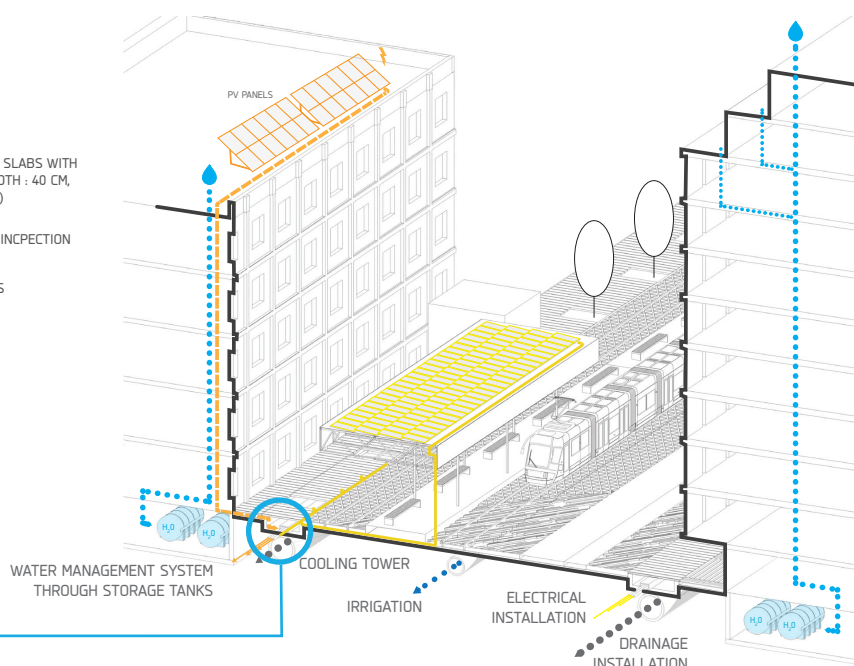 PV PANELS
SLABS WITH
: 40 CM,
)
INCPECTION
S
H₂O
H₂O
WATER MANAGEMENT SYSTEM
THROUGH STORAGE TANKS
COOLING TOWER
IRRIGATION
ELECTRICAL
INSTALLATION
H₂O
H₂O
DRAINAGE
INSTALLATION